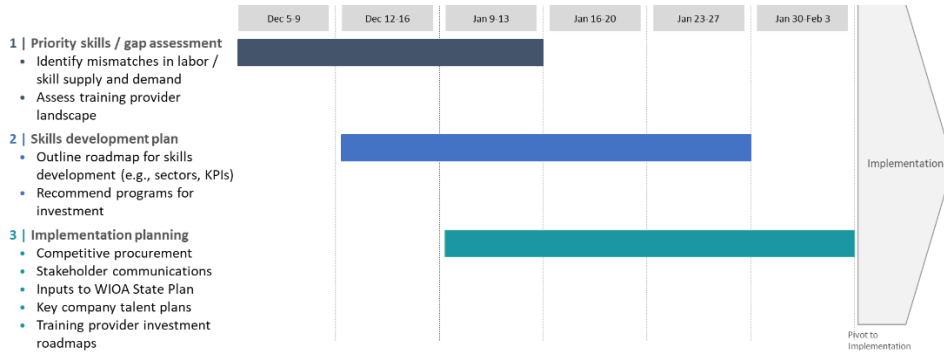 Dec 5-9
Dec 12-16
Jan 9-13
Jan 16-20
Jan 23-27
Jan 30-Feb 3
1 | Priority skills / gap assessment
• Identify mismatches in labor /
skill supply and demand
• Assess training provider
landscape
2 | Skills development plan
• Outline roadmap for skills
development (e.g., sectors, KPIs)
• Recommend programs for
investment
3 | Implementation planning
• Competitive procurement
• Stakeholder communications
• Inputs to WIOA State Plan
• Key company talent plans
• Training provider investment
roadmaps
Implementation
Pivot to
Implementation